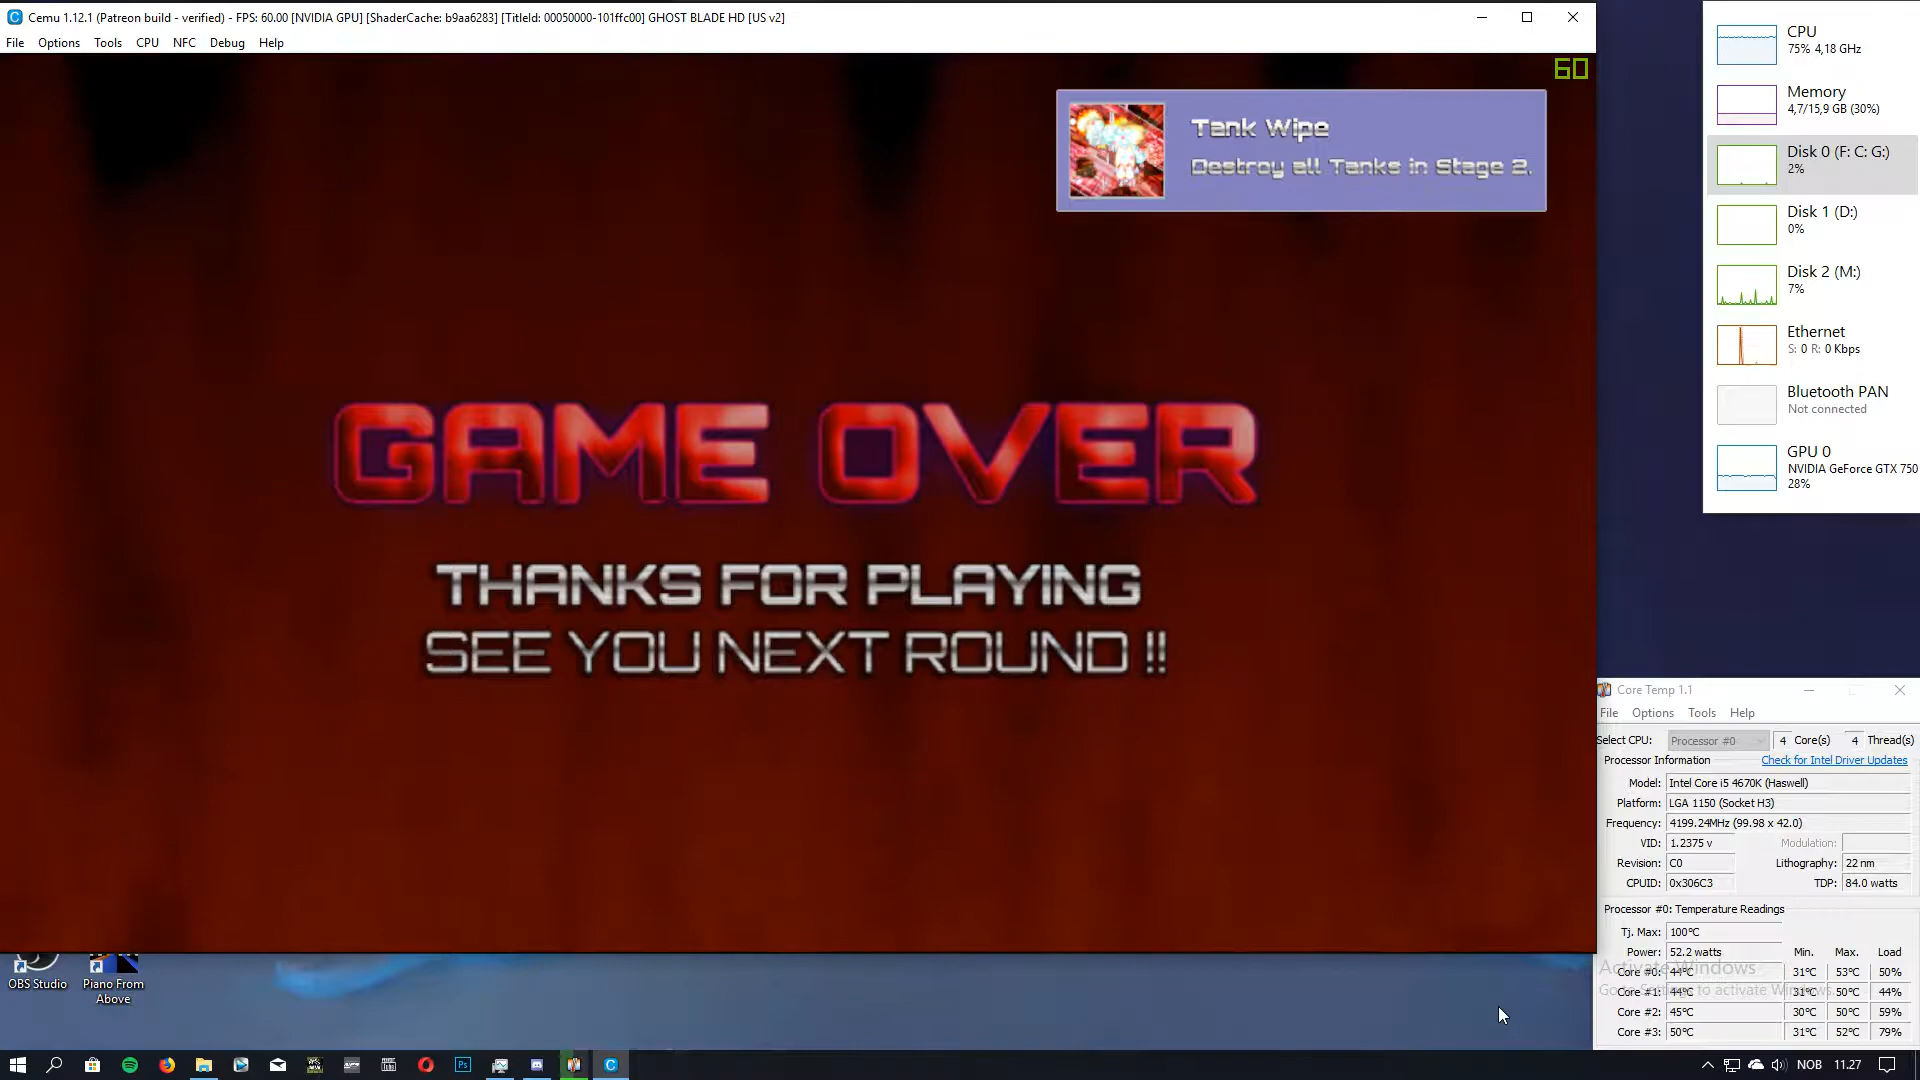 Cemu 1.12.1 (Patreon build - verified) - FPS: 60.00 [NVIDIA GPU] [ShaderCache: b9aa6283] [TitleId: 00050000-101ffc00] GHOST BLADE HD [US v2]
File Options Tools CPU NFC Debug Help
60
Tank Wipe
Destroy all Tanks in Stage 2.
GAME OVER
THANKS FOR PLAYING
SEE YOU NEXT ROUND !!
CPU
75% 4,18 GHz
Memory
4,7/15,9 GB (30%)
Disk 0 (F: C: G:)
2%
Disk 1 (D:)
0%
Disk 2 (M:)
7%
Ethernet
S: 0 R: 0 Kbps
Bluetooth PAN
Not connected
GPU 0
NVIDIA GeForce GTX 750
28%
Core Temp 1.1
File Options Tools Help
Select CPU: Processor #0 4 Core(s) 4 Thread(s)
Processor Information Check for Intel Driver Updates
Model: Intel Core i5 4670K (Haswell)
Platform: LGA 1150 (Socket H3)
Frequency: 4199.24MHz (99.98 x 42.0)
VID: 1.2375 v Modulation:
Revision: C0 Lithography: 22 nm
CPUID: 0x306C3 TDP: 84.0 watts
Processor #0: Temperature Readings
Tj. Max: 100°C
Power: 52.2 watts Min. Max. Load
Activate Windows
Core #0: 44°C 31°C 53°C 50%
Go to Settings to activate Windows.
Core #1: 44°C 31°C 50°C 44%
Core #2: 45°C 30°C 50°C 59%
Core #3: 50°C 31°C 52°C 79%
OBS Studio
Piano From
Above
NOB 11.27